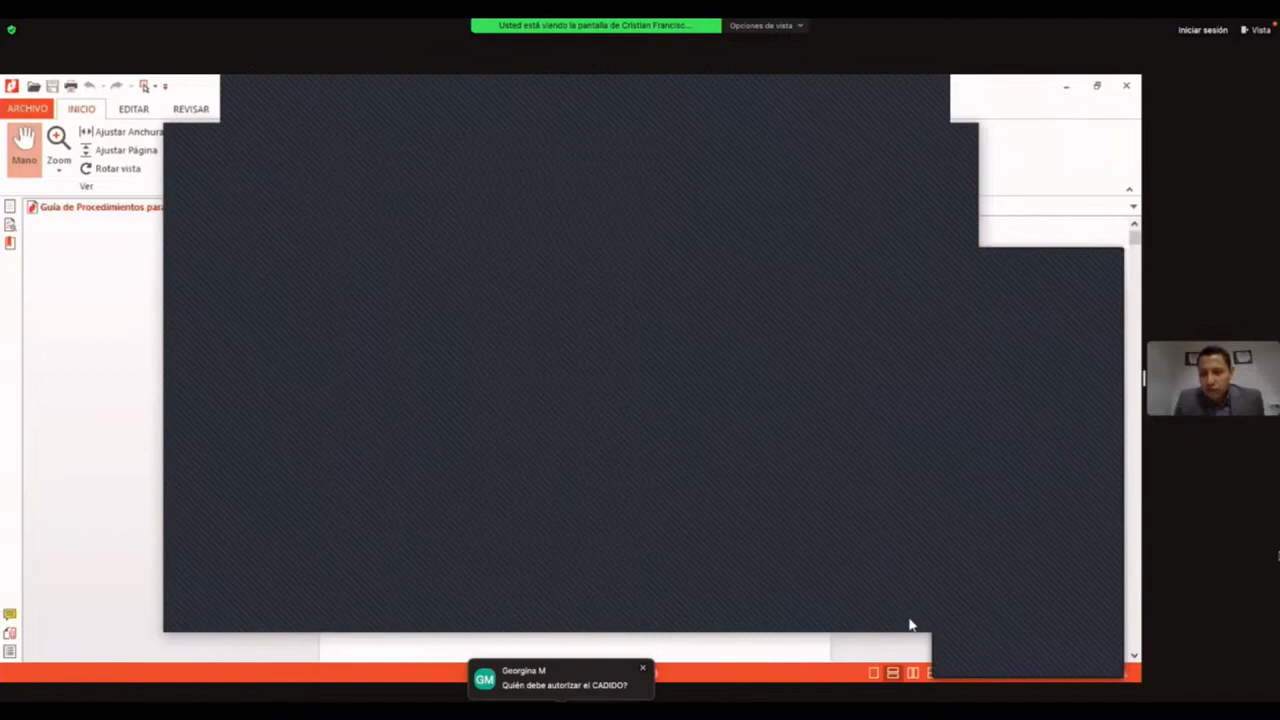 Usted está viendo la pantalla de Cristian Francisc...
Opciones de vista
Iniciar sesión
Vista
ARCHIVO
INICIO
EDITAR
REVISAR
Mano
Zoom
Ajustar Anchura
Ajustar Página
Rotar vista
Ver
Guía de Procedimientos para
GM
Georgina M
Quién debe autorizar el CADIDO?